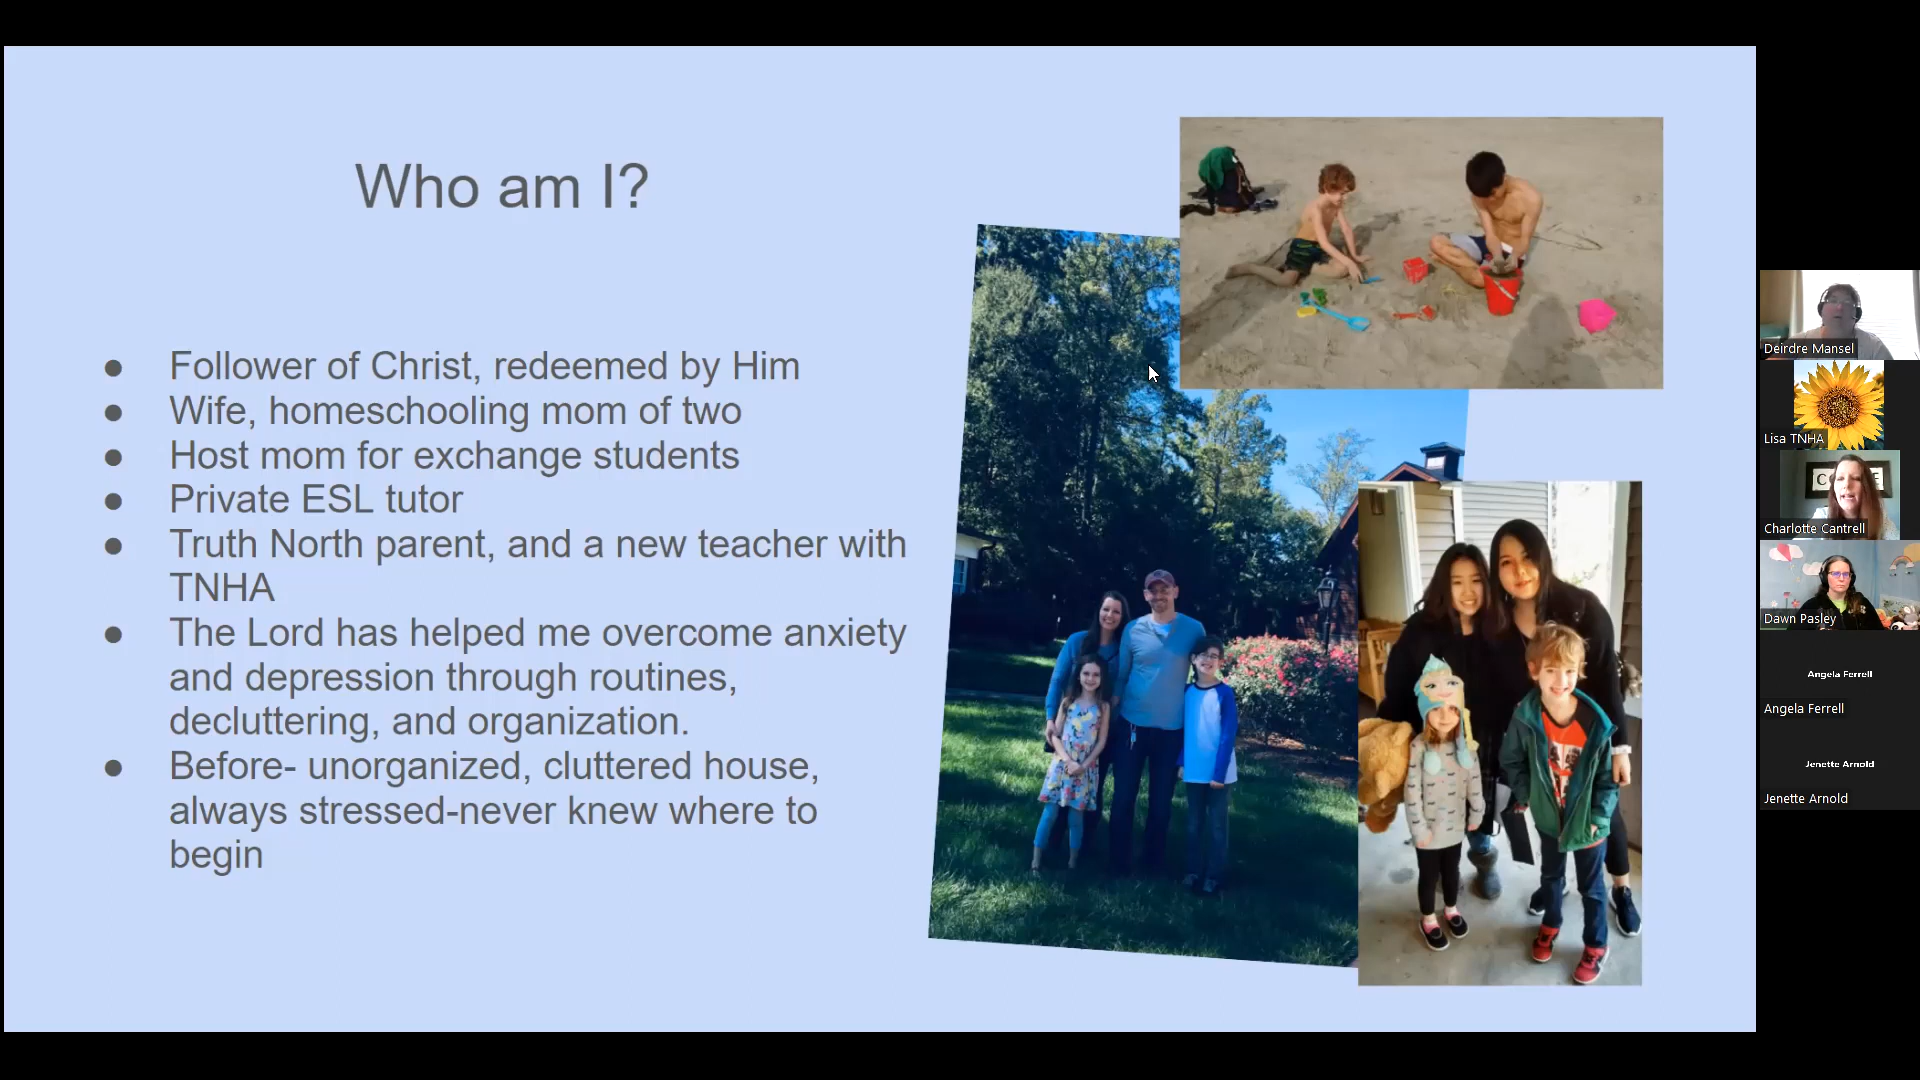 Who am I?
● Follower of Christ, redeemed by Him
● Wife, homeschooling mom of two
● Host mom for exchange students
● Private ESL tutor
● Truth North parent, and a new teacher with
TNHA
● The Lord has helped me overcome anxiety
and depression through routines,
decluttering, and organization.
● Before- unorganized, cluttered house,
always stressed-never knew where to
begin
Deirdre Mansel
Lisa TNHA
Charlotte Cantrell
Dawn Pasley
Angela Ferrell
Angela Ferrell
Jenette Arnold
Jenette Arnold